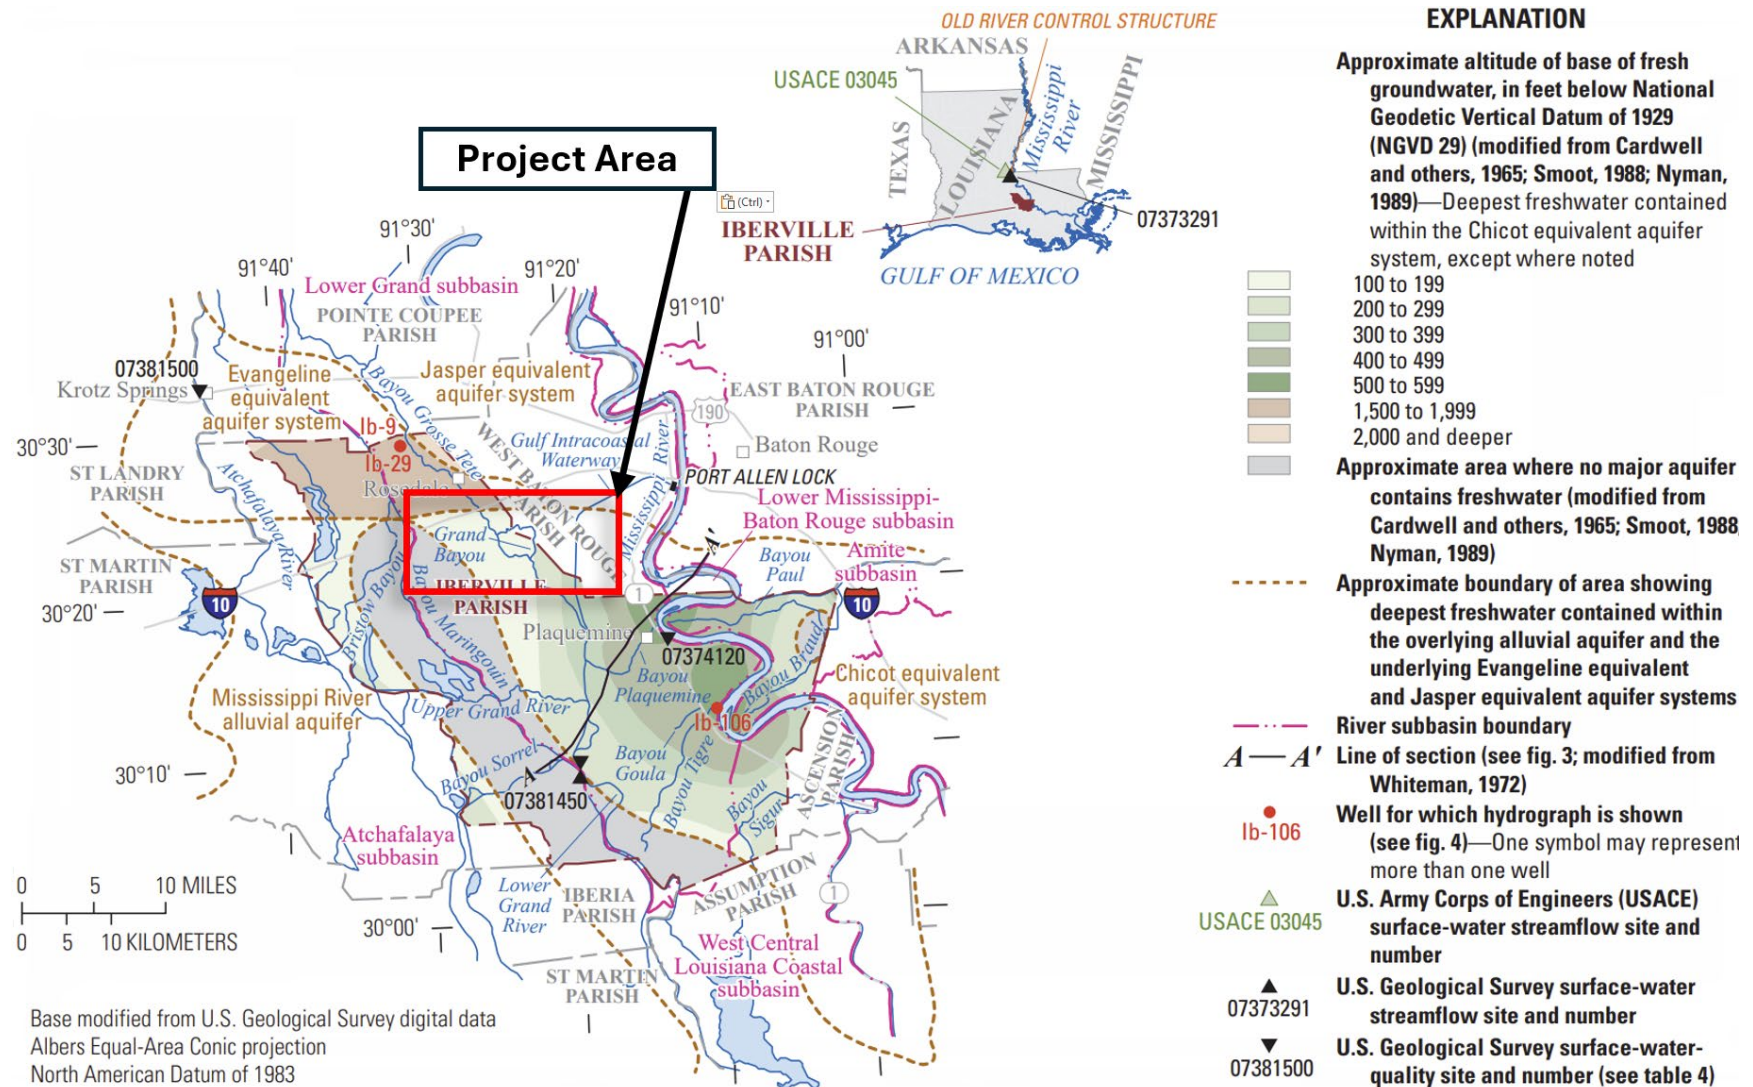 OLD RIVER CONTROL STRUCTURE
ARKANSAS
USACE 03045
TEXAS
LOUISIANA
Mississippi
River
MISSISSIPPI
07373291
IBERVILLE
PARISH
GULF OF MEXICO
Project Area
(Ctrl)
91°40'
91°30'
91°20'
91°10'
91°00'
Lower Grand subbasin
POINTE COUPEE
PARISH
07381500
Krotz Springs
Evangeline
equivalent
aquifer system
Bayou Grosse Tete
Jasper equivalent
aquifer system
EAST BATON ROUGE
PARISH
190
Baton Rouge
Ib-9
Ib-29
Rosedale
30°30'
ST LANDRY
PARISH
Atchafalaya River
WEST BATON ROUGE
PARISH
Gulf Intracoastal
Waterway
Mississippi River
PORT ALLEN LOCK
Lower Mississippi-
Baton Rouge subbasin
A'
Grand
Bayou
Bayou
Paul
Amite
subbasin
ST MARTIN
PARISH
10
30°20'
IBERVILLE
PARISH
1
10
Bristow Bayou
Bayou Maringouin
Plaquemine
07374120
Bayou
Plaquemine
Bayou Braud
Chicot equivalent
aquifer system
Mississippi River
alluvial aquifer
Upper Grand River
Ib-106
Bayou Sorrel
Bayou
Goula
Bayou Tigre
ASCENSION
PARISH
30°10'
A
07381450
Bayou
Sigur
Atchafalaya
subbasin
Lower
Grand
River
IBERIA
PARISH
ASSUMPTION
PARISH
1
30°00'
West Central
Louisiana Coastal
subbasin
ST MARTIN
PARISH
0 5 10 MILES
0 5 10 KILOMETERS
Base modified from U.S. Geological Survey digital data
Albers Equal-Area Conic projection
North American Datum of 1983
EXPLANATION
Approximate altitude of base of fresh
groundwater, in feet below National
Geodetic Vertical Datum of 1929
(NGVD 29) (modified from Cardwell
and others, 1965; Smoot, 1988; Nyman,
1989)—Deepest freshwater contained
within the Chicot equivalent aquifer
system, except where noted
100 to 199
200 to 299
300 to 399
400 to 499
500 to 599
1,500 to 1,999
2,000 and deeper
Approximate area where no major aquifer
contains freshwater (modified from
Cardwell and others, 1965; Smoot, 1988,
Nyman, 1989)
Approximate boundary of area showing
deepest freshwater contained within
the overlying alluvial aquifer and the
underlying Evangeline equivalent
and Jasper equivalent aquifer systems
River subbasin boundary
A — A' Line of section (see fig. 3; modified from
Whiteman, 1972)
Well for which hydrograph is shown
Ib-106 (see fig. 4)—One symbol may represent
more than one well
U.S. Army Corps of Engineers (USACE)
USACE 03045 surface-water streamflow site and
number
U.S. Geological Survey surface-water
07373291 streamflow site and number
U.S. Geological Survey surface-water-
07381500 quality site and number (see table 4)